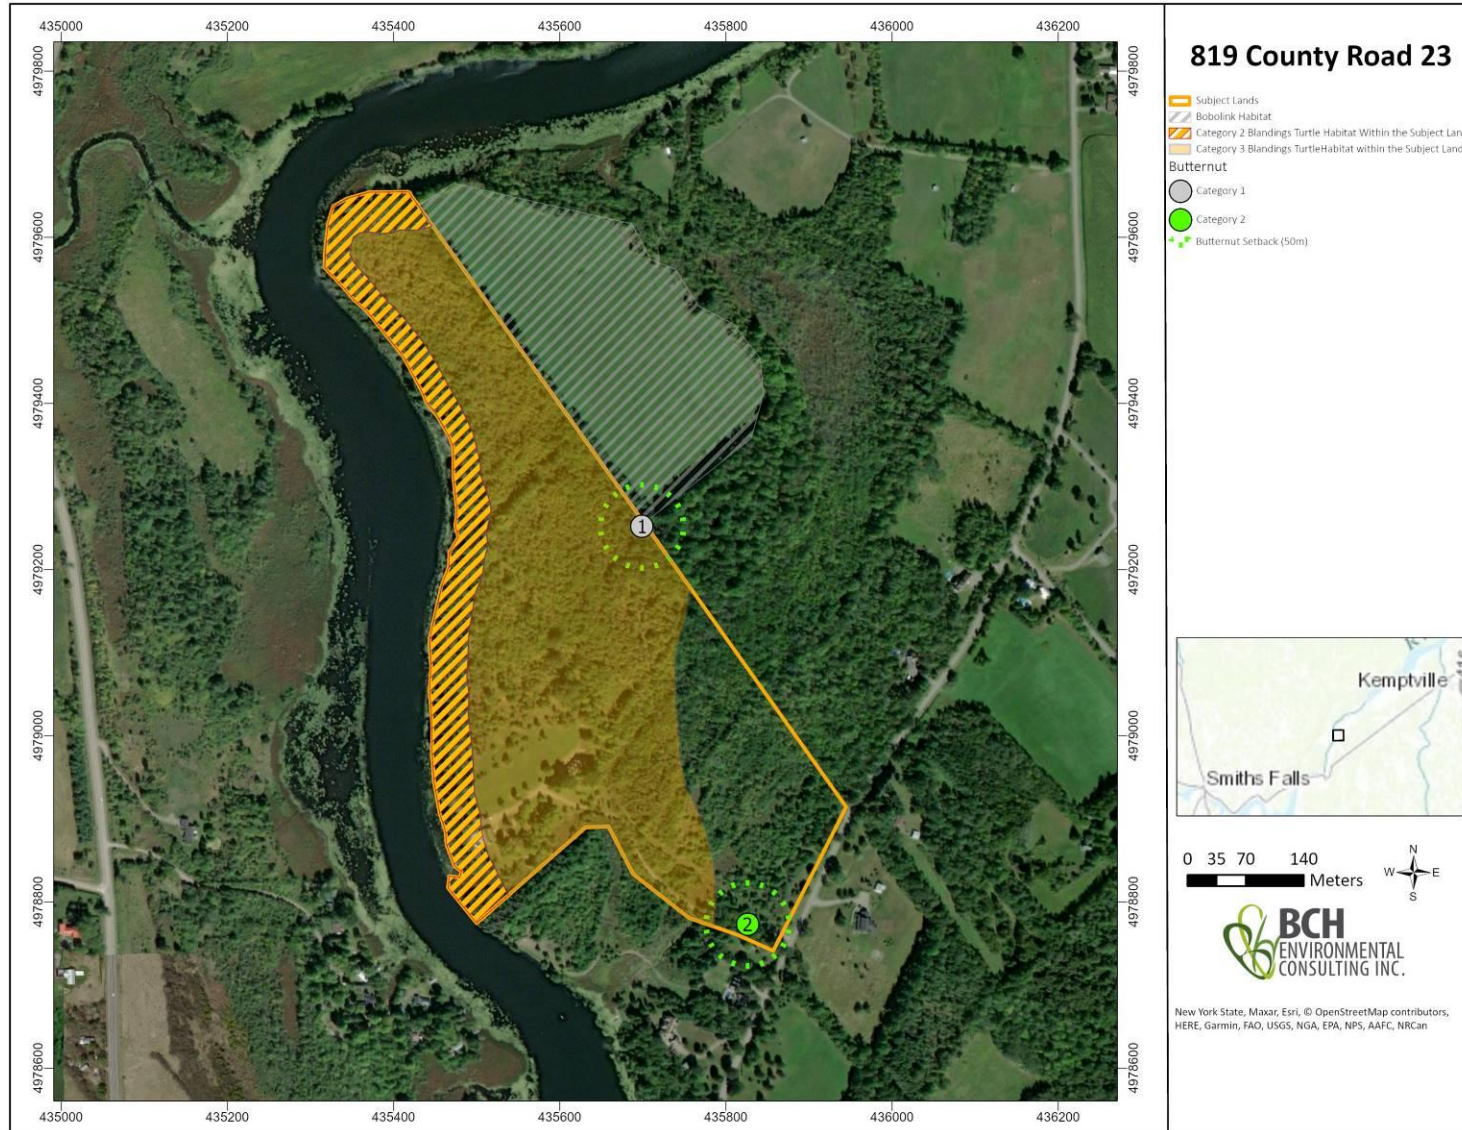 435000 435200 435400 435600 435800 436000 436200
4979800 4979800
4979600 4979600
4979400 4979400
4979200 4979200
4979000 4979000
4978800 4978800
4978600 4978600
1
2
435000 435200 435400 435600 435800 436000 436200
819 County Road 23
Subject Lands
Bobolink Habitat
Category 2 Blandings Turtle Habitat Within the Subject Lan
Category 3 Blandings TurtleHabitat within the Subject Land
Butternut
Category 1
Category 2
Butternut Setback (50m)
Kemptville
Smiths Falls
0 35 70 140
Meters
N
W E
S
BCH
ENVIRONMENTAL
CONSULTING INC.
New York State, Maxar, Esri, © OpenStreetMap contributors,
HERE, Garmin, FAO, USGS, NGA, EPA, NPS, AAFC, NRCan